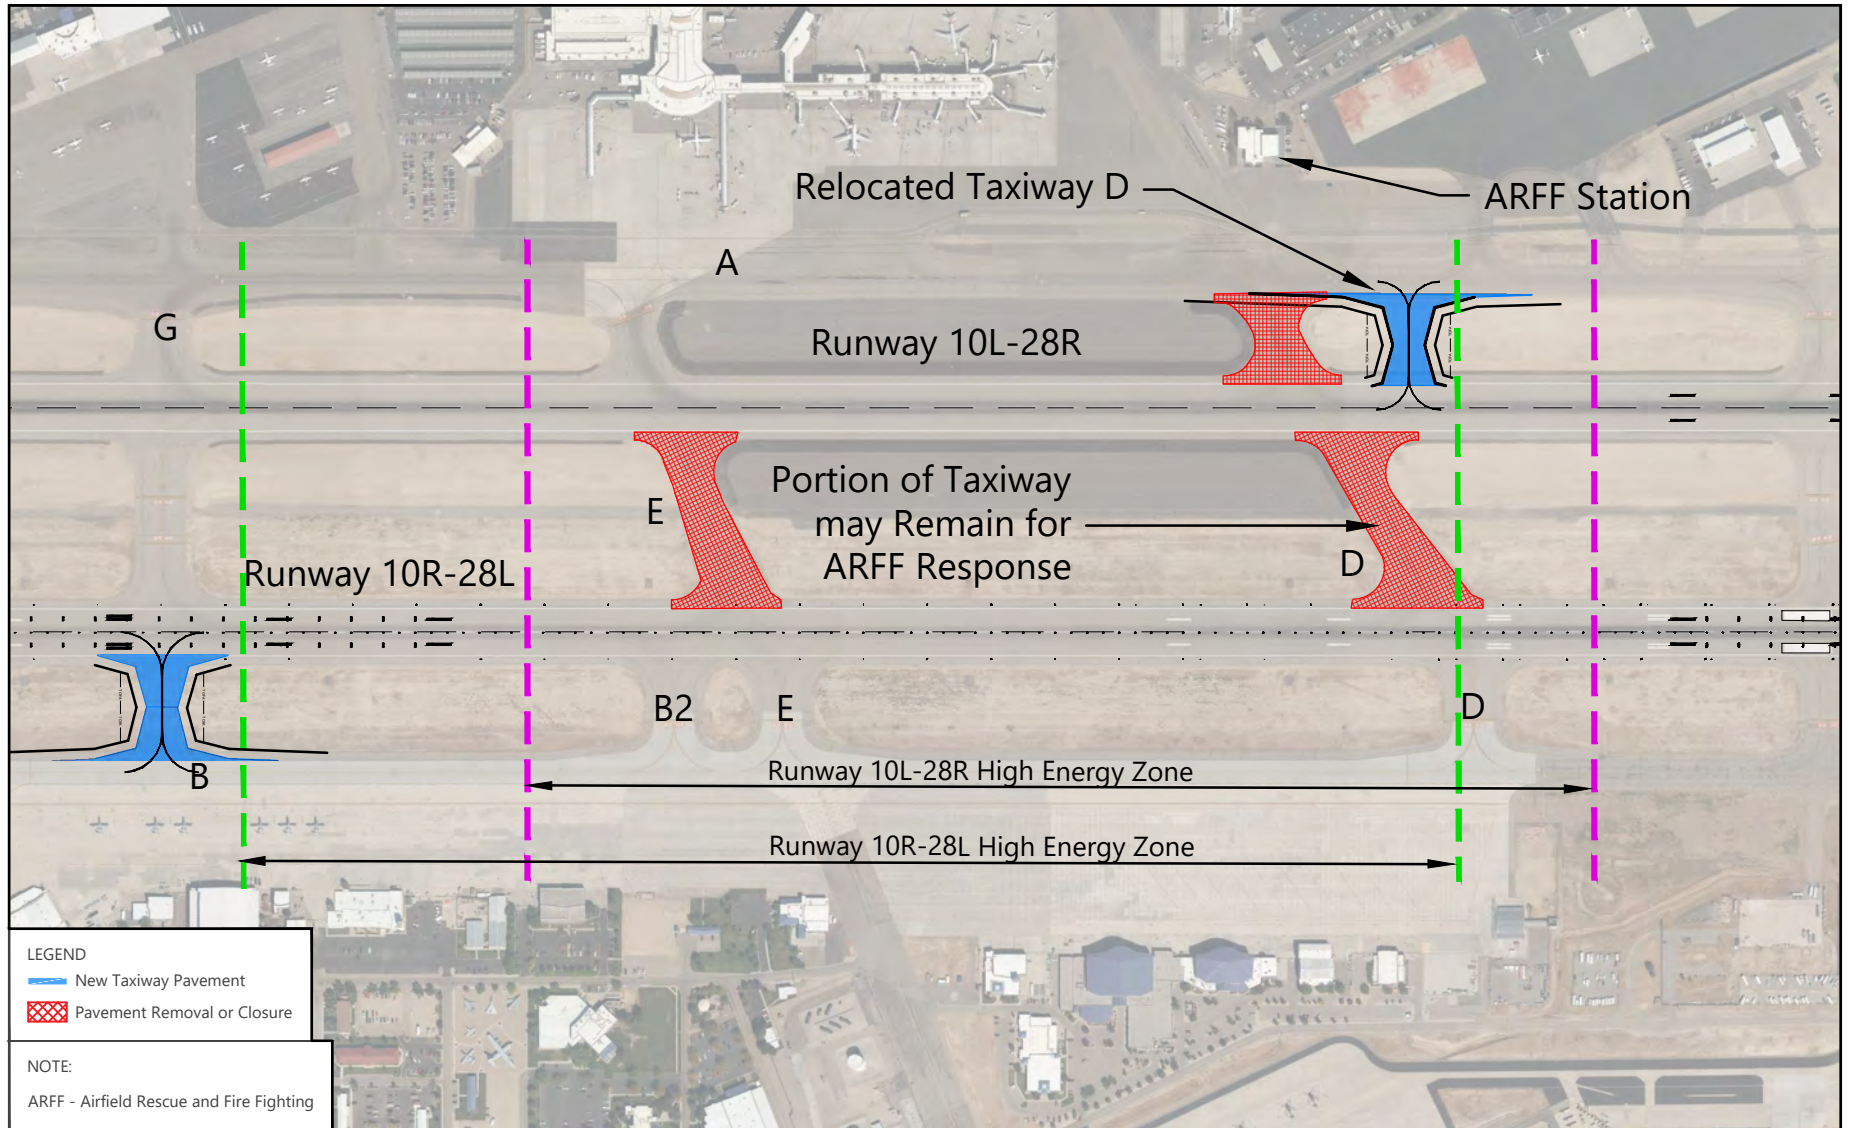 Relocated Taxiway D
ARFF Station
A
G
Runway 10L-28R
Portion of Taxiway
may Remain for
ARFF Response
E
D
Runway 10R-28L
B2
E
D
B
Runway 10L-28R High Energy Zone
Runway 10R-28L High Energy Zone
LEGEND
New Taxiway Pavement
Pavement Removal or Closure
NOTE:
ARFF - Airfield Rescue and Fire Fighting